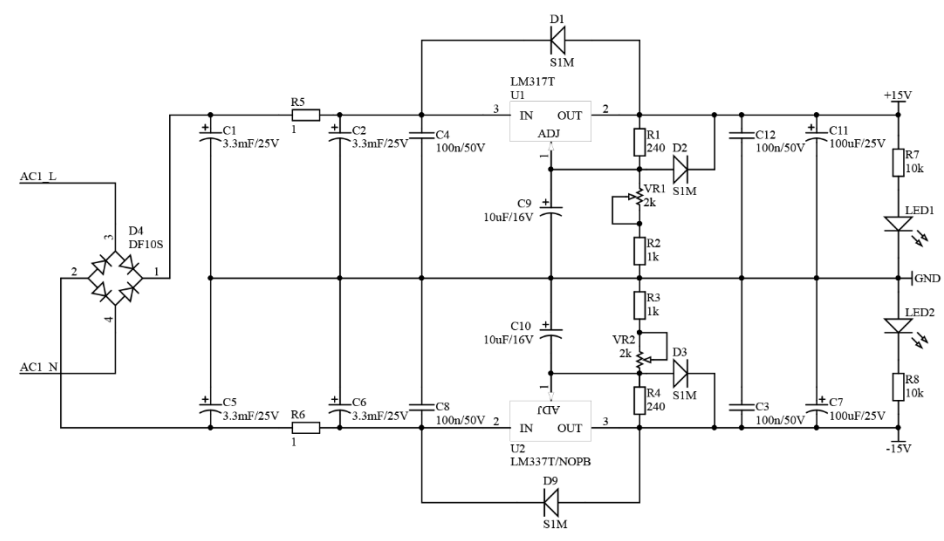 D1
S1M
LM317T
U1
R5
1
3
IN
OUT
2
ADJ
1
+15V
C1
3.3mF/25V
C2
3.3mF/25V
C4
100n/50V
R1
240
D2
S1M
C12
100n/50V
C11
100uF/25V
R7
10k
AC1_L
VR1
2k
C9
10uF/16V
LED1
D4
DF10S
3
R2
1k
2
1
GND
4
R3
1k
C10
10uF/16V
VR2
2k
LED2
D3
S1M
AC1_N
1
C5
3.3mF/25V
C6
3.3mF/25V
C8
100n/50V
ADJ
R4
240
C3
100n/50V
C7
100uF/25V
R8
10k
R6
1
2
IN
OUT
3
U2
LM337T/NOPB
-15V
D9
S1M